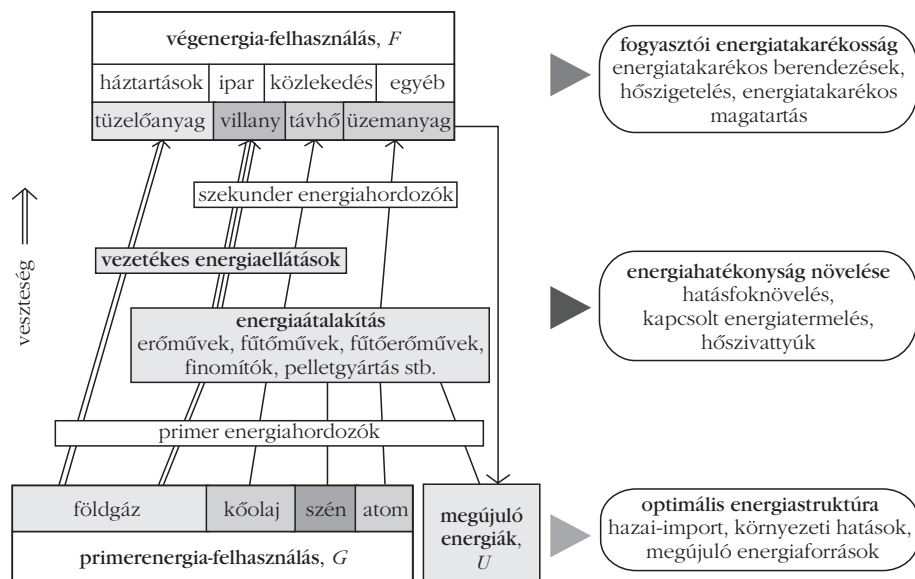 végenergia-felhasználás, F
háztartások ipar közlekedés egyéb
tüzelőanyag villany távhő üzemanyag
szekunder energiahordozók
veszteség
vezetékes energiaellátások
energiaátalakítás
erőművek, fűtőművek, fűtőerőművek,
finomítók, pelletgyártás stb.
primer energiahordozók
földgáz kőolaj szén atom
primerenergia-felhasználás, G
megújuló
energiák,
U
fogyasztói energiatakarékosság
energiatakarékos berendezések,
hőszigetelés, energiatakarékos
magatartás
energiahatékonyság növelése
hatásfoknövelés,
kapcsolt energiatermelés,
hőszivattyúk
optimális energiastruktúra
hazai-import, környezeti hatások,
megújuló energiaforrások